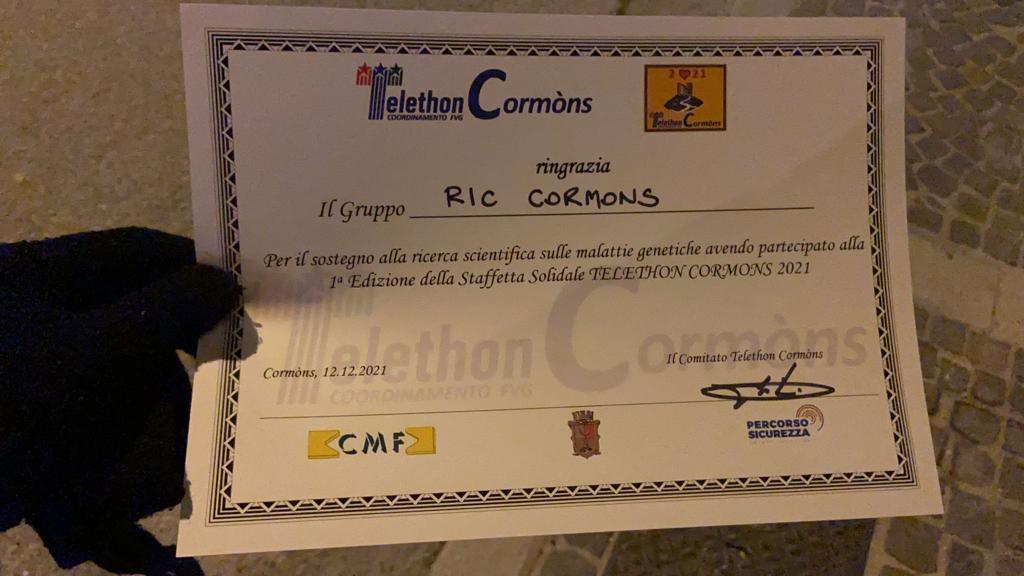 Telethon Cormòns
COORDINAMENTO FVG
2021
Telethon Cormòns
ringrazia
Il Gruppo RIC CORMONS
Per il sostegno alla ricerca scientifica sulle malattie genetiche avendo partecipato alla
1ª Edizione della Staffetta Solidale TELETHON CORMONS 2021
Telethon Cormòns
COORDINAMENTO FVG
Cormòns, 12.12.2021
Il Comitato Telethon Cormòns
CMF
PERCORSO
SICUREZZA